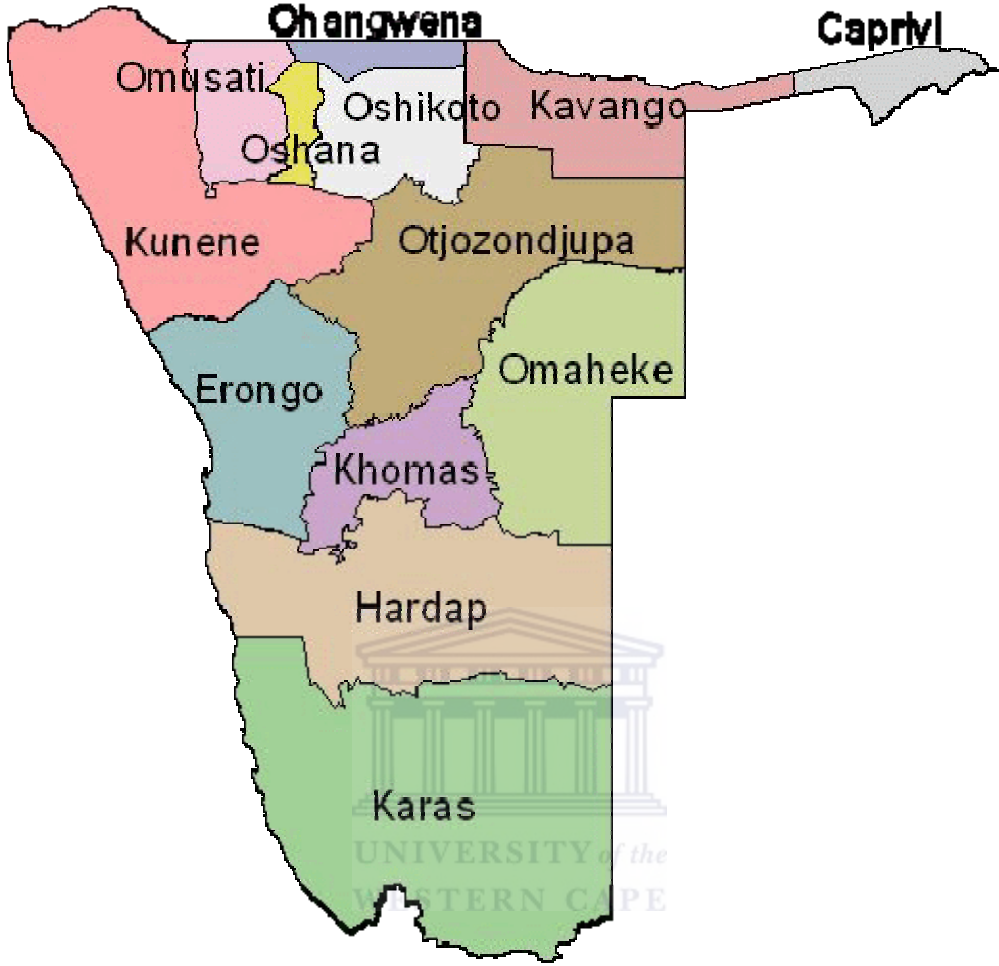 Ohangwena
Caprivi
Omusati
Oshikoto
Kavango
Oshana
Kunene
Otjozondjupa
Omaheke
Erongo
Khomas
Hardap
Karas
UNIVERSITY of the
WESTERN CAPE